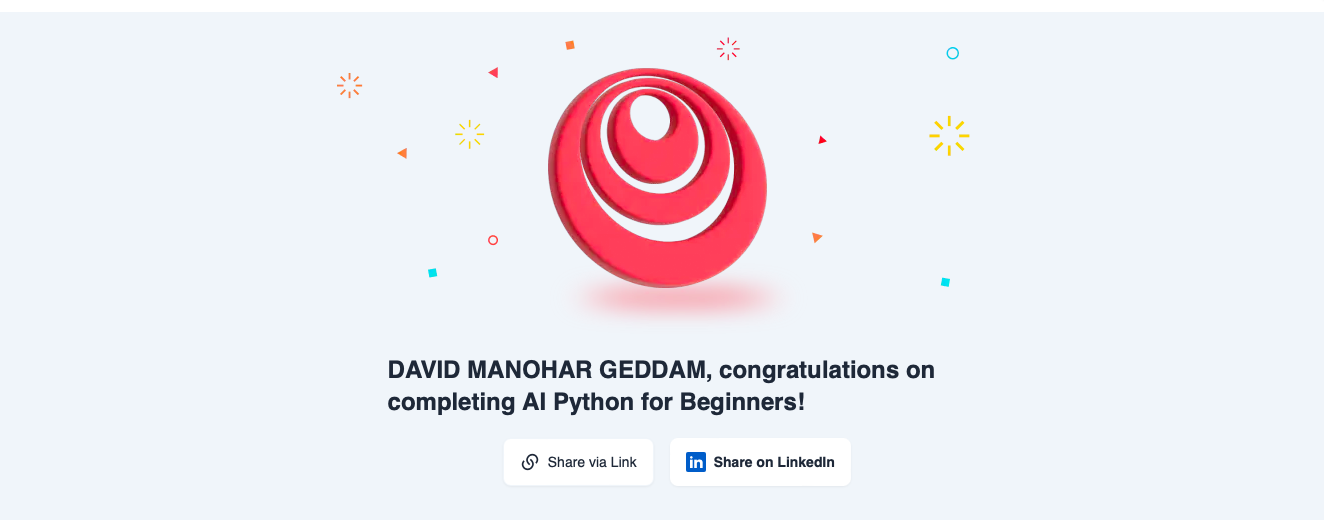 DAVID MANOHAR GEDDAM, congratulations on
completing AI Python for Beginners!
Share via Link
in Share on LinkedIn